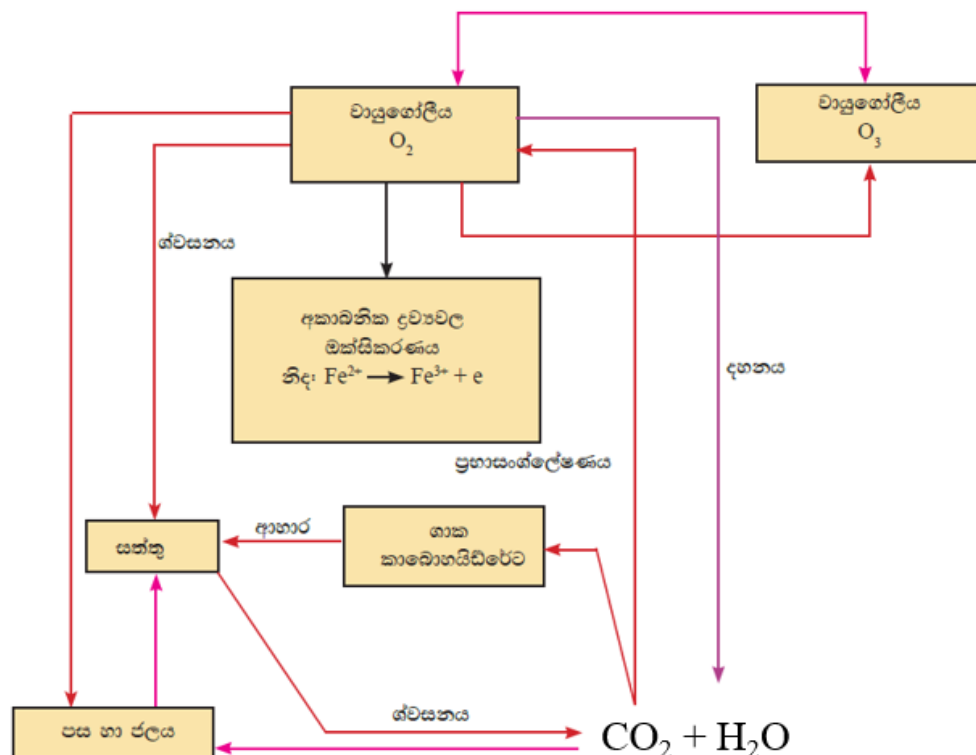 වායුගෝලීය
O₂
වායුගෝලීය
O₃
ශ්වසනය
අකාබනික ද්‍රව්‍යවල
ඔක්සිකරණය
නිද: Fe²⁺ ⟶ Fe³⁺ + e
දහනය
ප්‍රභාසංශ්ලේෂණය
සත්තු
ආහාර
ශාක
කාබොහයිඩ්රේට
ශ්වසනය
පස හා ජලය
CO₂ + H₂O